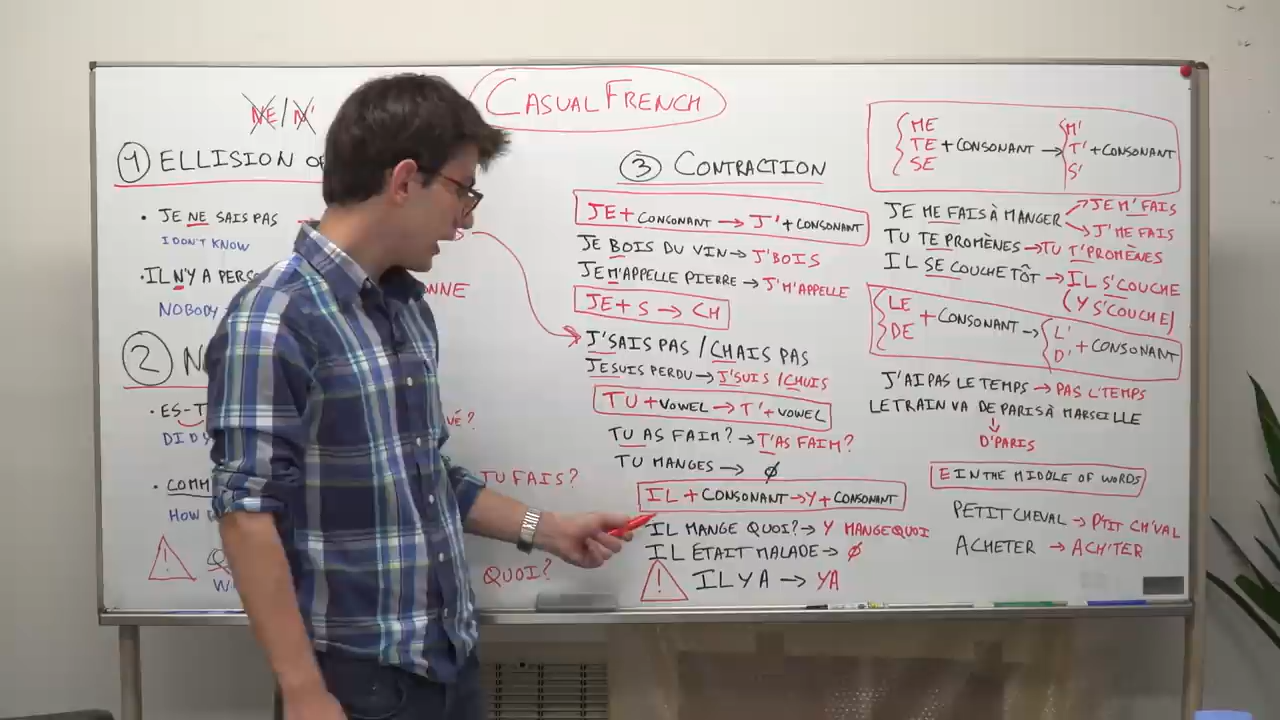 CASUAL FRENCH
NE / N'
1 ELLISION OF
• JE NE SAIS PAS
I DON'T KNOW
• IL N'Y A PERSO
NOBODY
ONNE
2
• ES-T
DID
VÉ?
• COMM
HOW
TU FAIS?
QUOI?
3 CONTRACTION
JE + CONSONANT → J' + CONSONANT
JE BOIS DU VIN → J'BOIS
JE M'APPELLE PIERRE → J'M'APPELLE
JE + S → CH
J'SAIS PAS / CHAIS PAS
JE SUIS PERDU → J'SUIS / CHUIS
TU + VOWEL → T' + VOWEL
TU AS FAIM? → T'AS FAIM?
TU MANGES → Ø
IL + CONSONANT → Y + CONSONANT
IL MANGE QUOI? → Y MANGE QUOI
IL ÉTAIT MALADE → Ø
! IL Y A → YA
ME
TE + CONSONANT → T' + CONSONANT
SE
M'
S'
JE ME FAIS À MANGER → JE M'FAIS
→ J'ME FAIS
TU TE PROMÈNES → TU T'PROMÈNES
IL SE COUCHE TÔT → IL S'COUCHE
(Y S'COUCHE)
LE
DE
+ CONSONANT →
L'
D'
+ CONSONANT
J'AI PAS LE TEMPS → PAS L'TEMPS
LE TRAIN VA DE PARIS À MARSEILLE
↓
D'PARIS
E IN THE MIDDLE OF WORDS
PETIT CHEVAL → P'TIT CH'VAL
ACHETER → ACH'TER